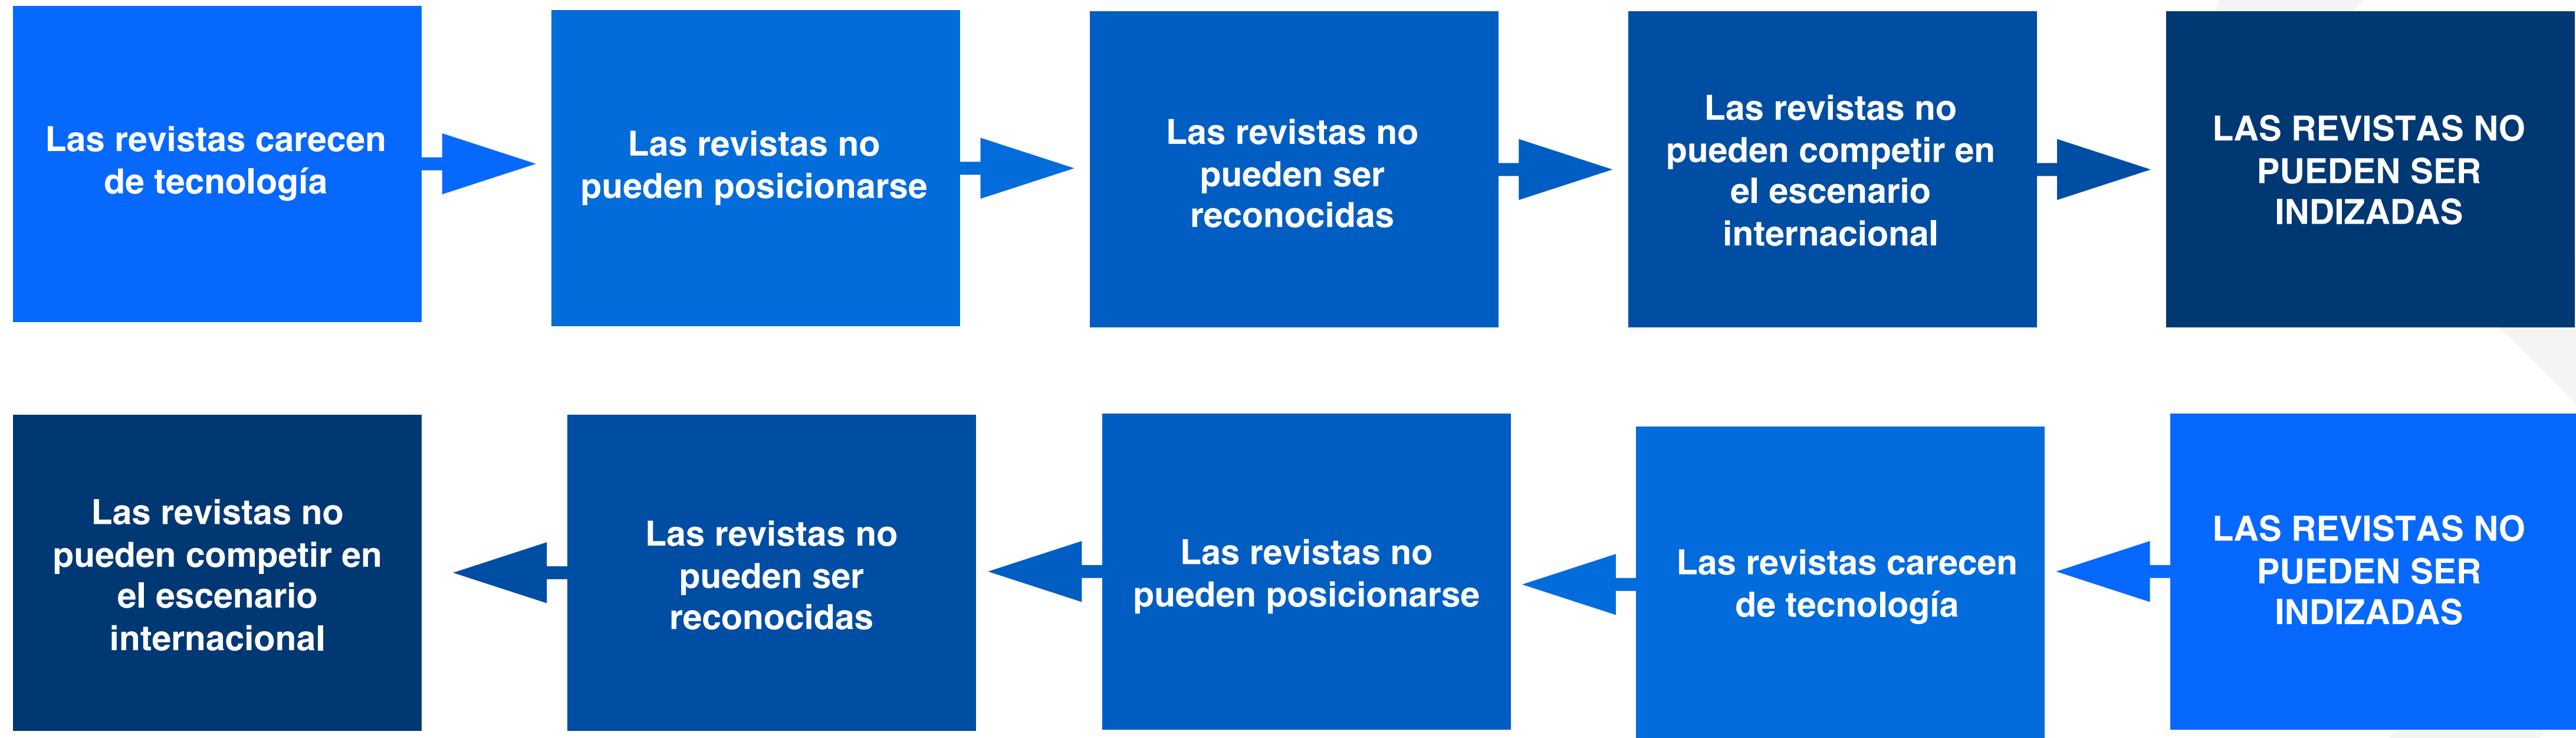 Las revistas carecen
de tecnología
Las revistas no
pueden posicionarse
Las revistas no
pueden ser
reconocidas
Las revistas no
pueden competir en
el escenario
internacional
LAS REVISTAS NO
PUEDEN SER
INDIZADAS
Las revistas no
pueden competir en
el escenario
internacional
Las revistas no
pueden ser
reconocidas
Las revistas no
pueden posicionarse
Las revistas carecen
de tecnología
LAS REVISTAS NO
PUEDEN SER
INDIZADAS